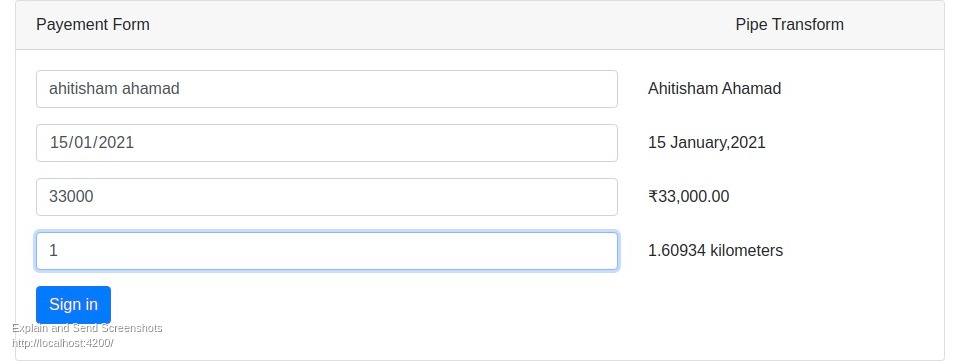 Payement Form Pipe Transform
ahitisham ahamad Ahitisham Ahamad
15/01/2021 15 January,2021
33000 ₹33,000.00
1 1.60934 kilometers
Sign in
Explain and Send Screenshots
http://localhost:4200/